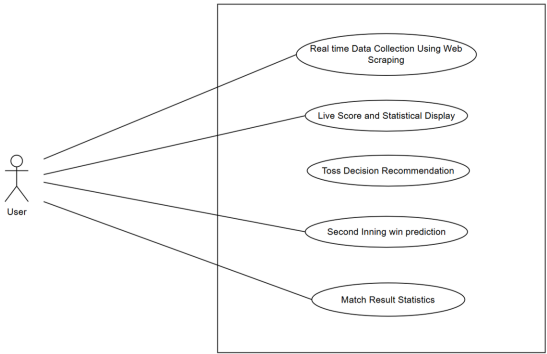 Real time Data Collection Using Web
Scraping
Live Score and Statistical Display
Toss Decision Recommendation
User
Second Inning win prediction
Match Result Statistics